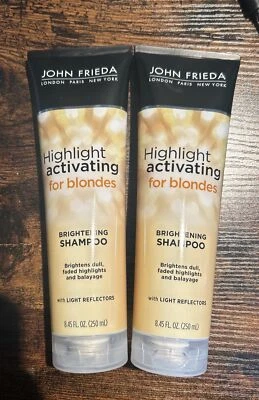 JOHN FRIEDA
LONDON PARIS NEW YORK
Highlight
activating
for blondes
BRIGHTENING
SHAMPOO
Brightens dull,
faded highlights
and balayage
with LIGHT REFLECTORS
8.45 FL. OZ. (250 mL)
JOHN FRIEDA
LONDON PARIS NEW YORK
Highlight
activating
for blondes
BRIGHTENING
SHAMPOO
Brightens dull,
faded highlights
and balayage
with LIGHT REFLECTORS
8.45 FL. OZ. (250 mL)